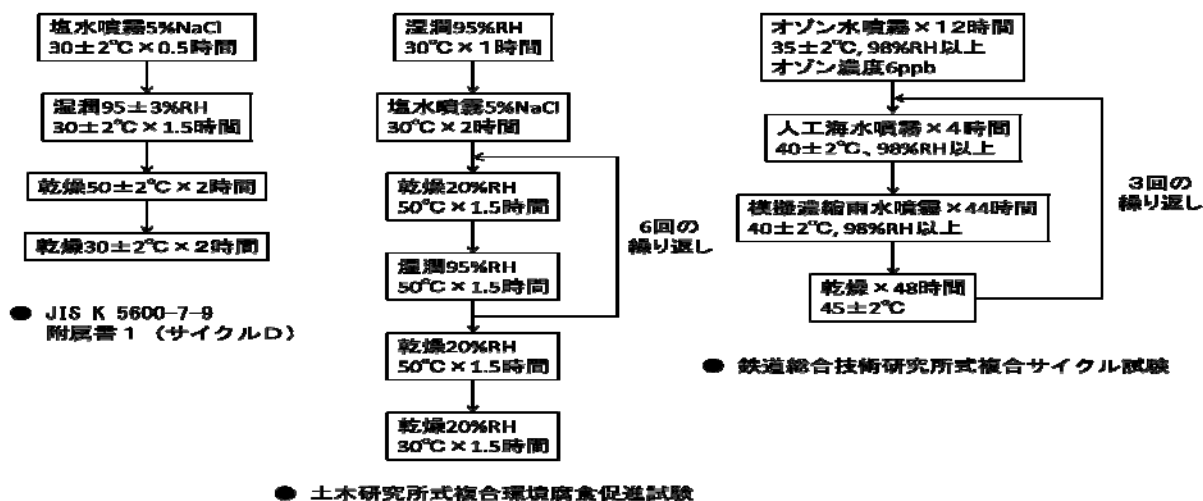 塩水噴霧5%NaCl
30±2℃×0.5時間
湿潤95±3%RH
30±2℃×1.5時間
乾燥50±2℃×2時間
乾燥30±2℃×2時間
● JIS K 5600-7-9
附属書1 (サイクルD)
湿潤95%RH
30℃×1時間
塩水噴霧5%NaCl
30℃×2時間
乾燥20%RH
50℃×1.5時間
湿潤95%RH
50℃×1.5時間
6回の
繰り返し
乾燥20%RH
50℃×1.5時間
乾燥20%RH
30℃×1.5時間
● 土木研究所式複合環境腐食促進試験
オゾン水噴霧×12時間
35±2℃, 98%RH以上
オゾン濃度6ppb
人工海水噴霧×4時間
40±2℃、98%RH以上
模擬濃縮雨水噴霧×44時間
40±2℃, 98%RH以上
乾燥×48時間
45±2℃
3回の
繰り返し
● 鉄道総合技術研究所式複合サイクル試験